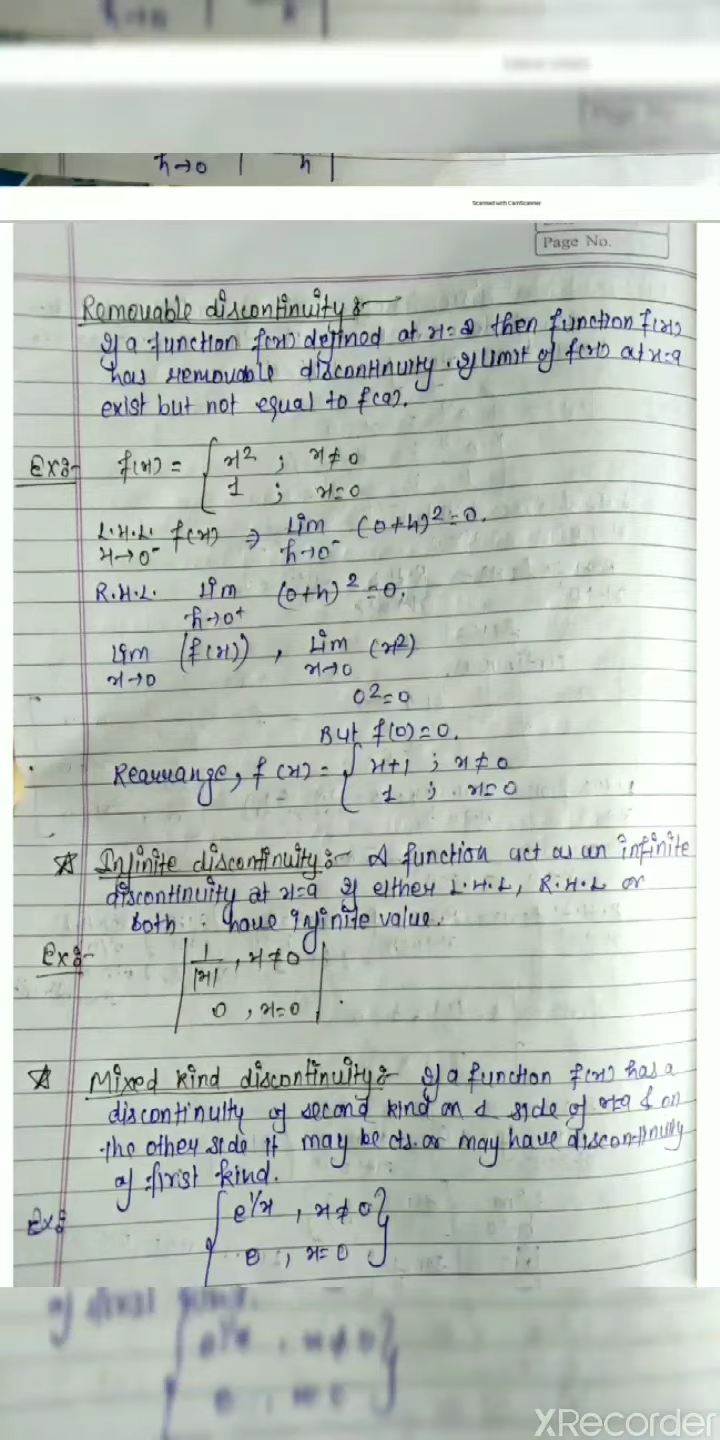 h→0 | h |
Scanned with CamScanner
Page No.
Removable discontinuity :-
If a function f(x) defined at x=a then function f(x)
has removable discontinuity. If limit of f(x) at x=a
exist but not equal to f(a).
Ex:- f(x) = { x² ; x≠0
1 ; x=0
L.H.L. f(x) ⇒ Lim (0+h)²=0.
x→0⁻ h→0⁻
R.H.L. Lim (0+h)²=0.
h→0⁺
Lim (f(x)), Lim (x²)
x→0 x→0
0²=0
But f(0)=0.
Rearrange, f(x) = { x+1 ; x≠0
1 ; x=0
☆ Infinite discontinuity :- A function act as an infinite
discontinuity at x=a if either L.H.L, R.H.L or
both : have infinite value.
Ex:- | 1/|x| , x≠0 |
| 0 , x=0 | .
☆ Mixed kind discontinuity :- If a function f(x) has a
discontinuity of second kind on 1 side of x=a & on
the other side it may be cts. or may have discontinuity
of first kind.
Ex: { e^1/x , x≠0 }
0 , x=0
XRecorder